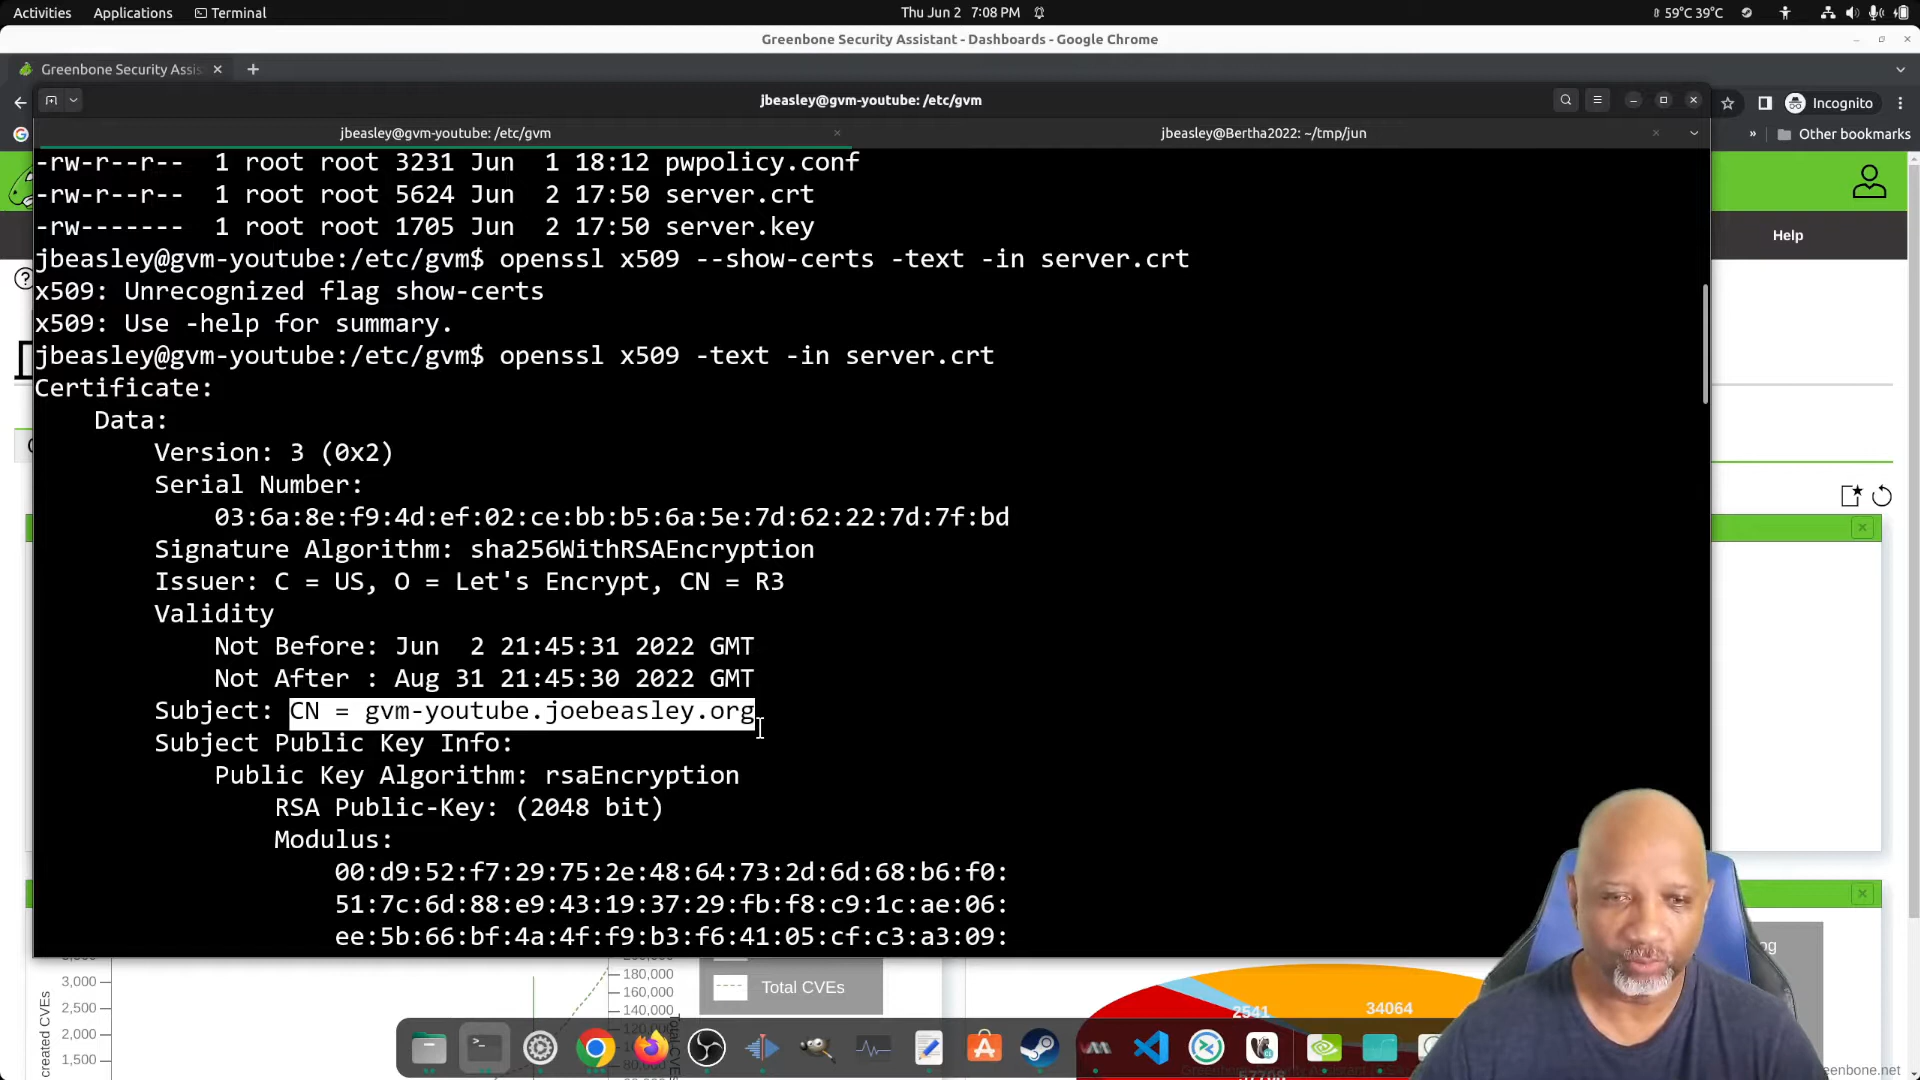 Activities Applications Terminal Thu Jun 2 7:08 PM 59°C 39°C
Greenbone Security Assistant - Dashboards - Google Chrome
Greenbone Security Assis
jbeasley@gvm-youtube: /etc/gvm
Incognito
jbeasley@gvm-youtube: /etc/gvm jbeasley@Bertha2022: ~/tmp/jun
» Other bookmarks
-rw-r--r-- 1 root root 3231 Jun 1 18:12 pwpolicy.conf
-rw-r--r-- 1 root root 5624 Jun 2 17:50 server.crt
-rw------- 1 root root 1705 Jun 2 17:50 server.key
Help
jbeasley@gvm-youtube:/etc/gvm$ openssl x509 --show-certs -text -in server.crt
x509: Unrecognized flag show-certs
x509: Use -help for summary.
jbeasley@gvm-youtube:/etc/gvm$ openssl x509 -text -in server.crt
Certificate:
Data:
Version: 3 (0x2)
Serial Number:
03:6a:8e:f9:4d:ef:02:ce:bb:b5:6a:5e:7d:62:22:7d:7f:bd
Signature Algorithm: sha256WithRSAEncryption
Issuer: C = US, O = Let's Encrypt, CN = R3
Validity
Not Before: Jun 2 21:45:31 2022 GMT
Not After : Aug 31 21:45:30 2022 GMT
Subject: CN = gvm-youtube.joebeasley.org
Subject Public Key Info:
Public Key Algorithm: rsaEncryption
RSA Public-Key: (2048 bit)
Modulus:
00:d9:52:f7:29:75:2e:48:64:73:2d:6d:68:b6:f0:
51:7c:6d:88:e9:43:19:37:29:fb:f8:c9:1c:ae:06:
ee:5b:66:bf:4a:4f:f9:b3:f6:41:05:cf:c3:a3:09:
3,000
2,500
2,000
1,500
created CVEs
180,000
160,000
140,000
Total CVEs
2541
34064